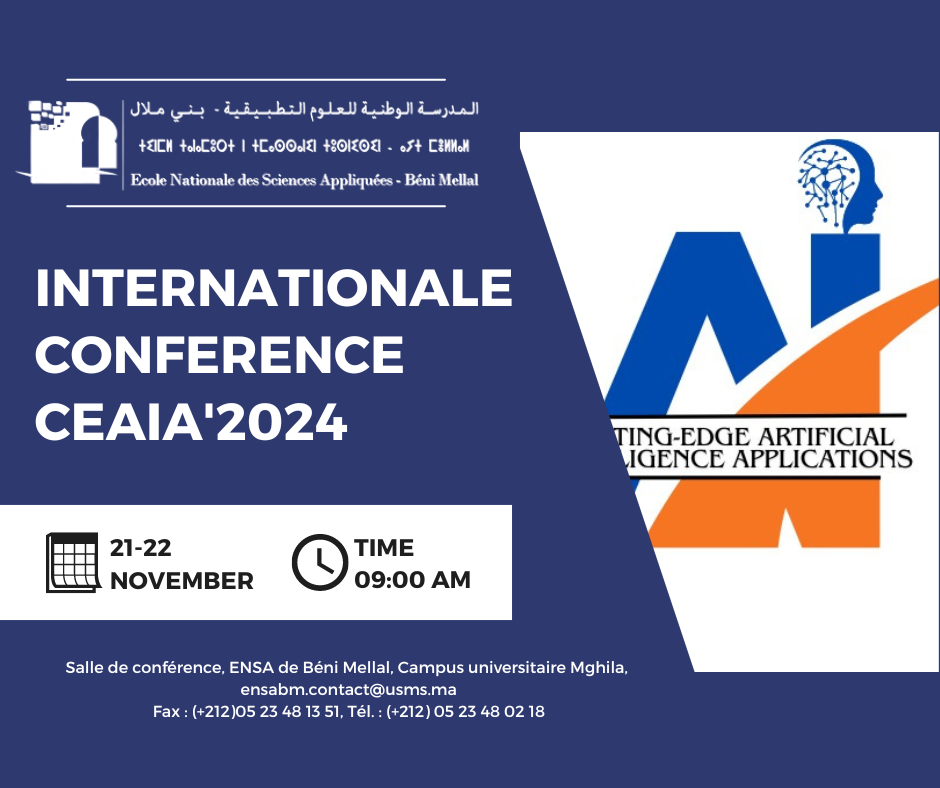 المدرسة الوطنية للعلوم التطبيقية - بني ملال
Ecole Nationale des Sciences Appliquées - Béni Mellal
INTERNATIONALE
CONFERENCE
CEAIA'2024
AI
TING-EDGE ARTIFICIAL
LIGENCE APPLICATIONS
21-22
NOVEMBER
TIME
09:00 AM
Salle de conférence, ENSA de Béni Mellal, Campus universitaire Mghila,
ensabm.contact@usms.ma
Fax : (+212)05 23 48 13 51, Tél. : (+212) 05 23 48 02 18